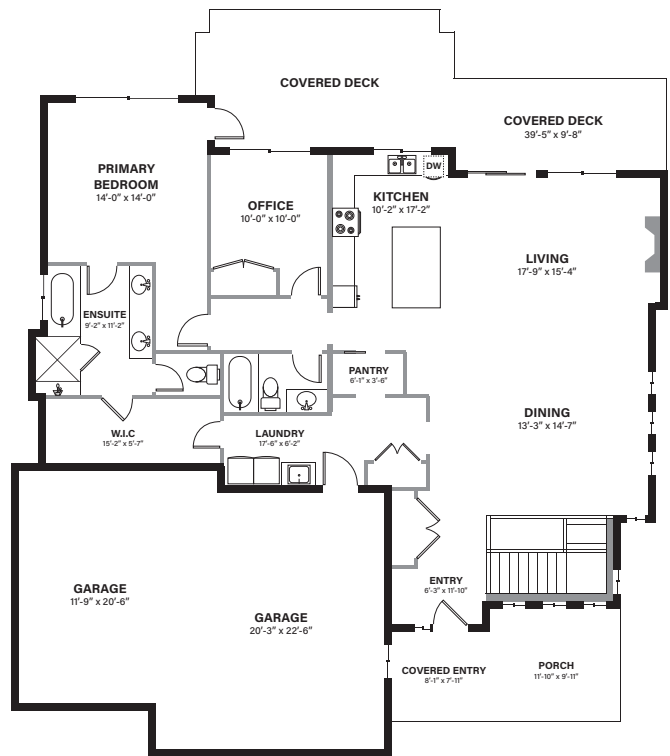 COVERED DECK
COVERED DECK
39'-5" x 9'-8"
DW
PRIMARY
BEDROOM
14'-0" x 14'-0"
OFFICE
10'-0" x 10'-0"
KITCHEN
10'-2" x 17'-2"
LIVING
17'-9" x 15'-4"
ENSUITE
9'-2" x 11'-2"
PANTRY
6'-1" x 3'-6"
DINING
13'-3" x 14'-7"
W.I.C
15'-2" x 5'-7"
LAUNDRY
17'-6" x 6'-2"
GARAGE
11'-9" x 20'-6"
GARAGE
20'-3" x 22'-6"
ENTRY
6'-3" x 11'-10"
COVERED ENTRY
8'-1" x 7'-11"
PORCH
11'-10" x 9'-11"